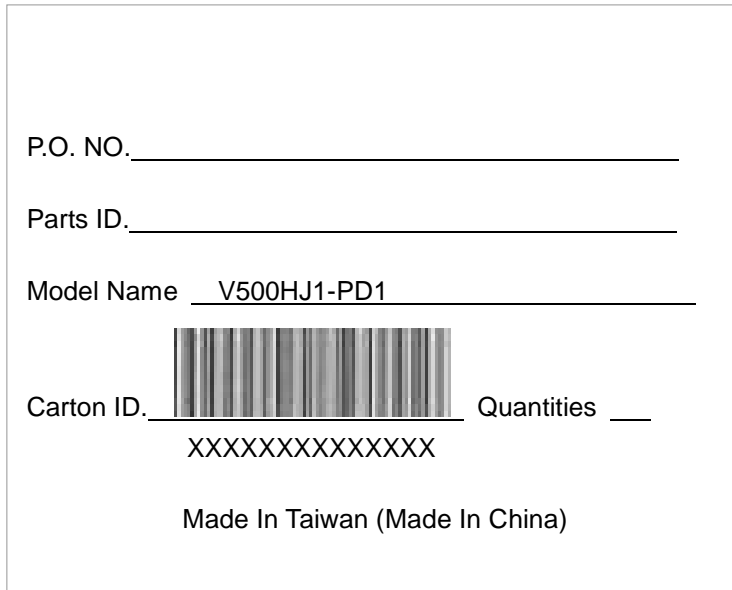 P.O. NO.
Parts ID.
Model Name V500HJ1-PD1
Carton ID. Quantities
XXXXXXXXXXXXXX
Made In Taiwan (Made In China)